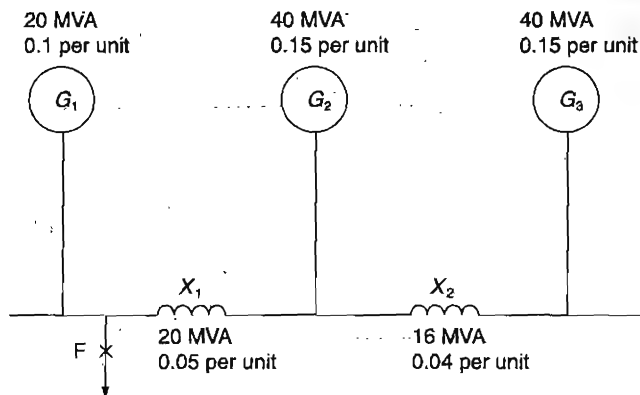 20 MVA
0.1 per unit
40 MVA
0.15 per unit
40 MVA
0.15 per unit
G₁
G₂
G₃
X₁
X₂
F
20 MVA
0.05 per unit
16 MVA
0.04 per unit